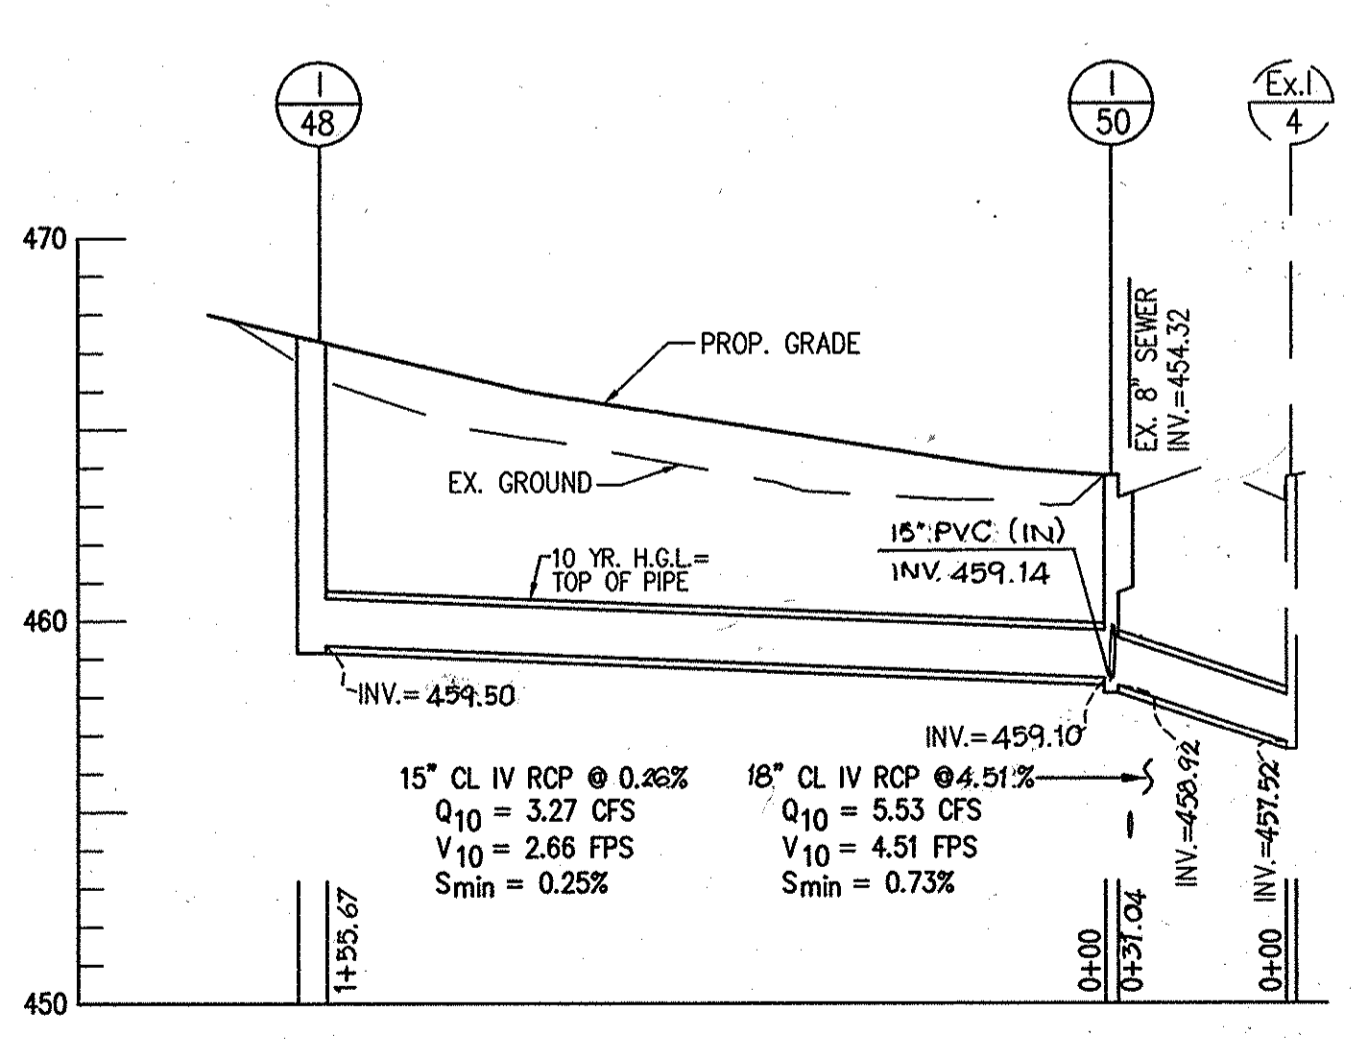 I
48
I
50
Ex.I
4
470
PROP. GRADE
EX. 8" SEWER
INV.=454.32
EX. GROUND
15" PVC (IN)
INV. 459.14
10 YR. H.G.L.=
TOP OF PIPE
460
INV.=459.50
INV.=459.10
15" CL IV RCP @ 0.26%
Q10 = 3.27 CFS
V10 = 2.66 FPS
Smin = 0.25%
18" CL IV RCP @4.51%
Q10 = 5.53 CFS
V10 = 4.51 FPS
Smin = 0.73%
INV.=458.92
INV.=457.52
1+55.67
0+00
0+31.04
0+00
450